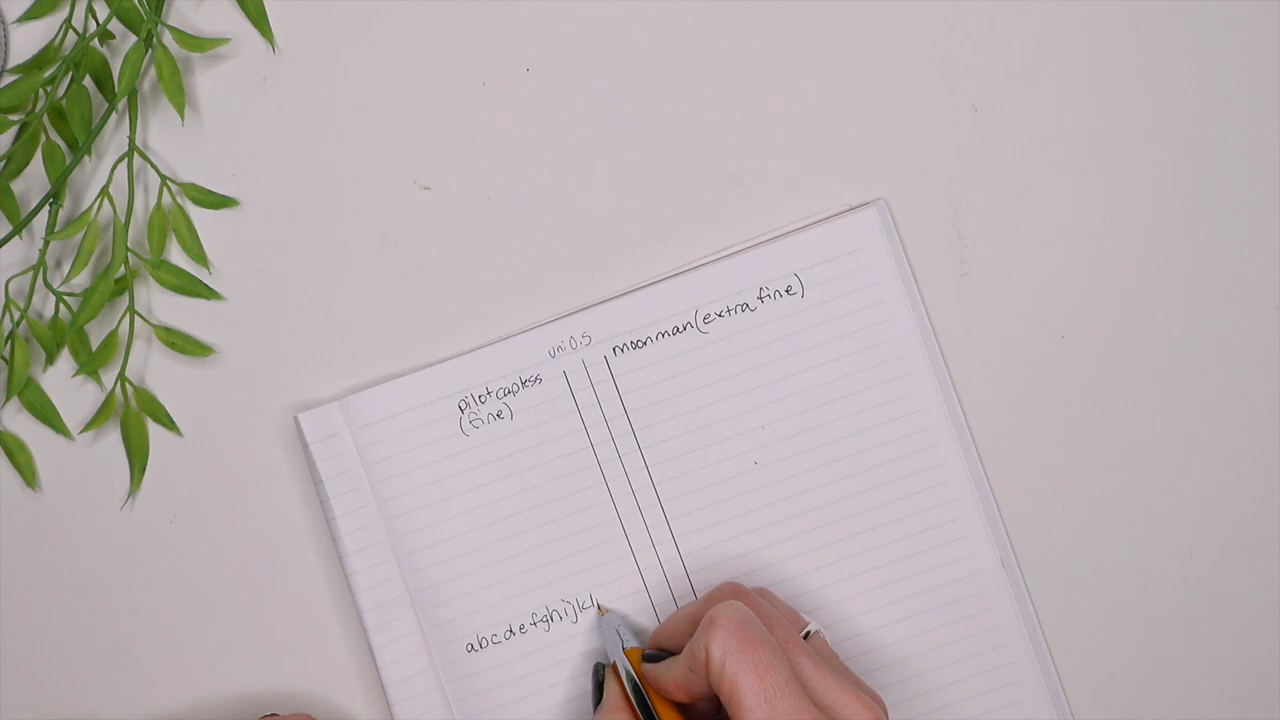 uni 0.5
moonman (extra fine)
pilot capless
(fine)
abcdefghijkl